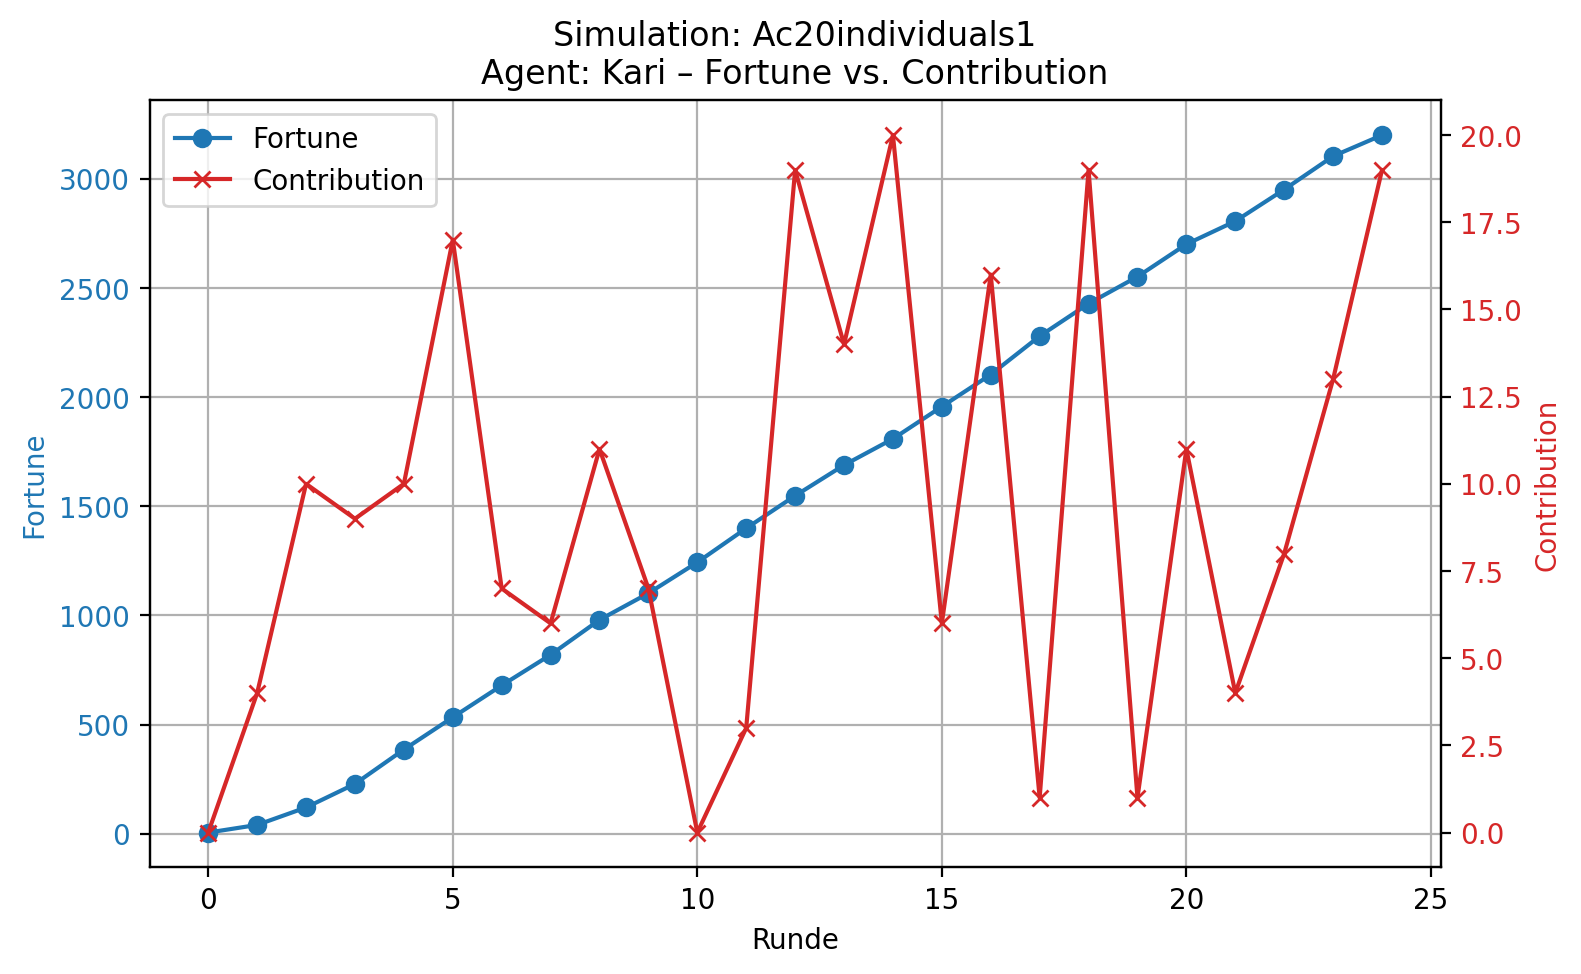 Simulation: Ac20individuals1
Agent: Kari – Fortune vs. Contribution
Fortune
Contribution
3000
2500
2000
1500
1000
500
0
Fortune
20.0
17.5
15.0
12.5
10.0
7.5
5.0
2.5
0.0
Contribution
0 5 10 15 20 25
Runde